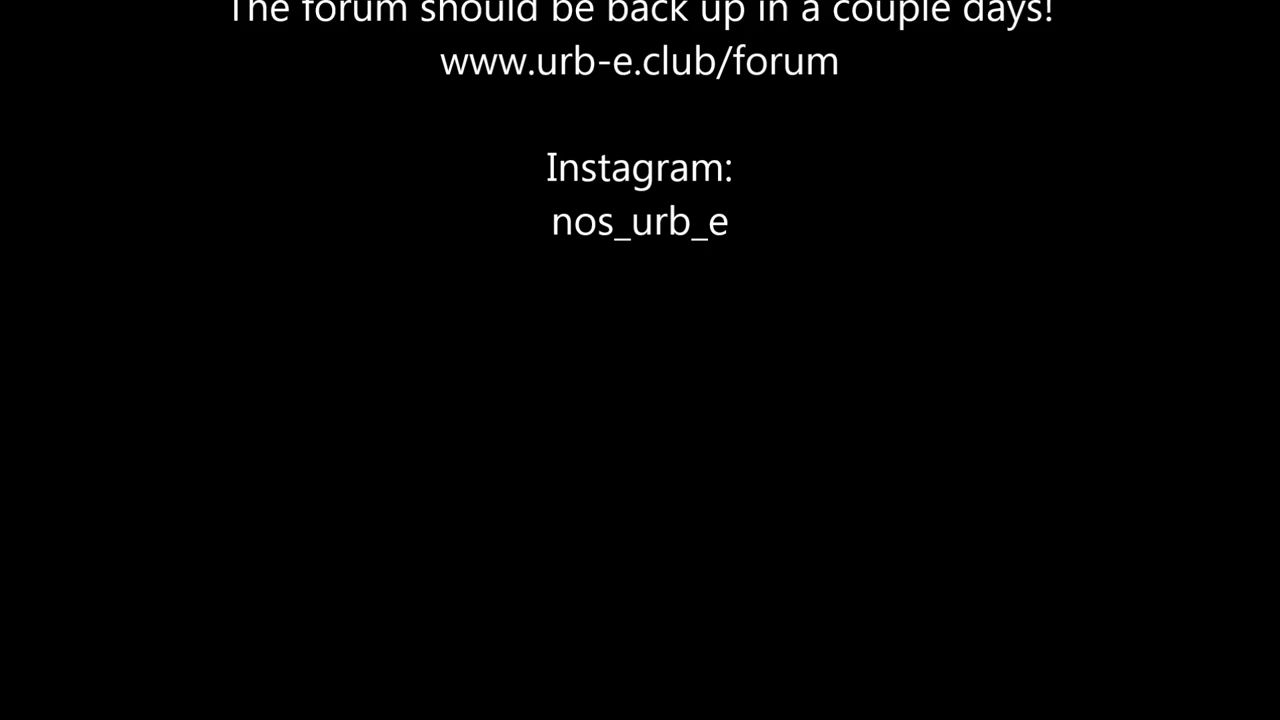 The forum should be back up in a couple days!
www.urb-e.club/forum
Instagram:
nos_urb_e